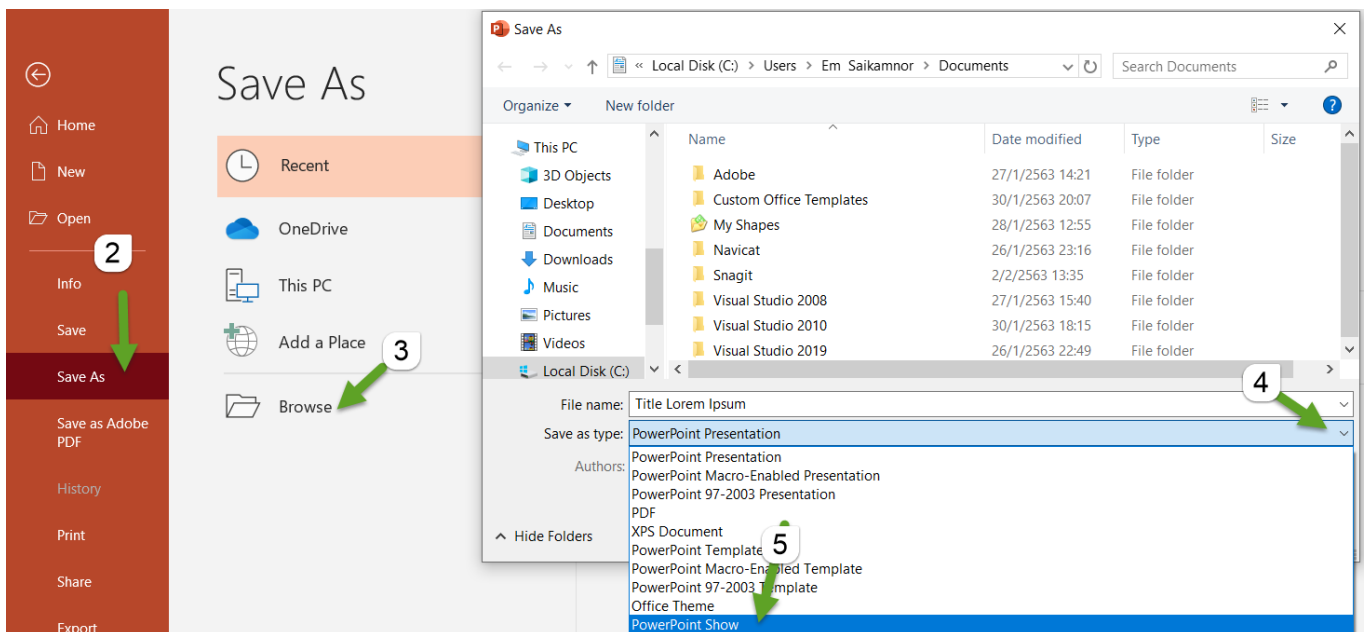 Home
New
Open
2
Info
Save
Save As
Save as Adobe
PDF
History
Print
Share
Export
Save As
Recent
OneDrive
This PC
Add a Place
3
Browse
Save As
« Local Disk (C:) > Users > Em Saikamnor > Documents
Search Documents
Organize
New folder
This PC
3D Objects
Desktop
Documents
Downloads
Music
Pictures
Videos
Local Disk (C:)
Name Date modified Type Size
Adobe 27/1/2563 14:21 File folder
Custom Office Templates 30/1/2563 20:07 File folder
My Shapes 28/1/2563 12:55 File folder
Navicat 26/1/2563 23:16 File folder
Snagit 2/2/2563 13:35 File folder
Visual Studio 2008 27/1/2563 15:40 File folder
Visual Studio 2010 30/1/2563 18:15 File folder
Visual Studio 2019 26/1/2563 22:49 File folder
4
File name: Title Lorem Ipsum
Save as type: PowerPoint Presentation
Authors:
Hide Folders
PowerPoint Presentation
PowerPoint Macro-Enabled Presentation
PowerPoint 97-2003 Presentation
PDF
XPS Document
PowerPoint Template
5
PowerPoint Macro-Enabled Template
PowerPoint 97-2003 Template
Office Theme
PowerPoint Show